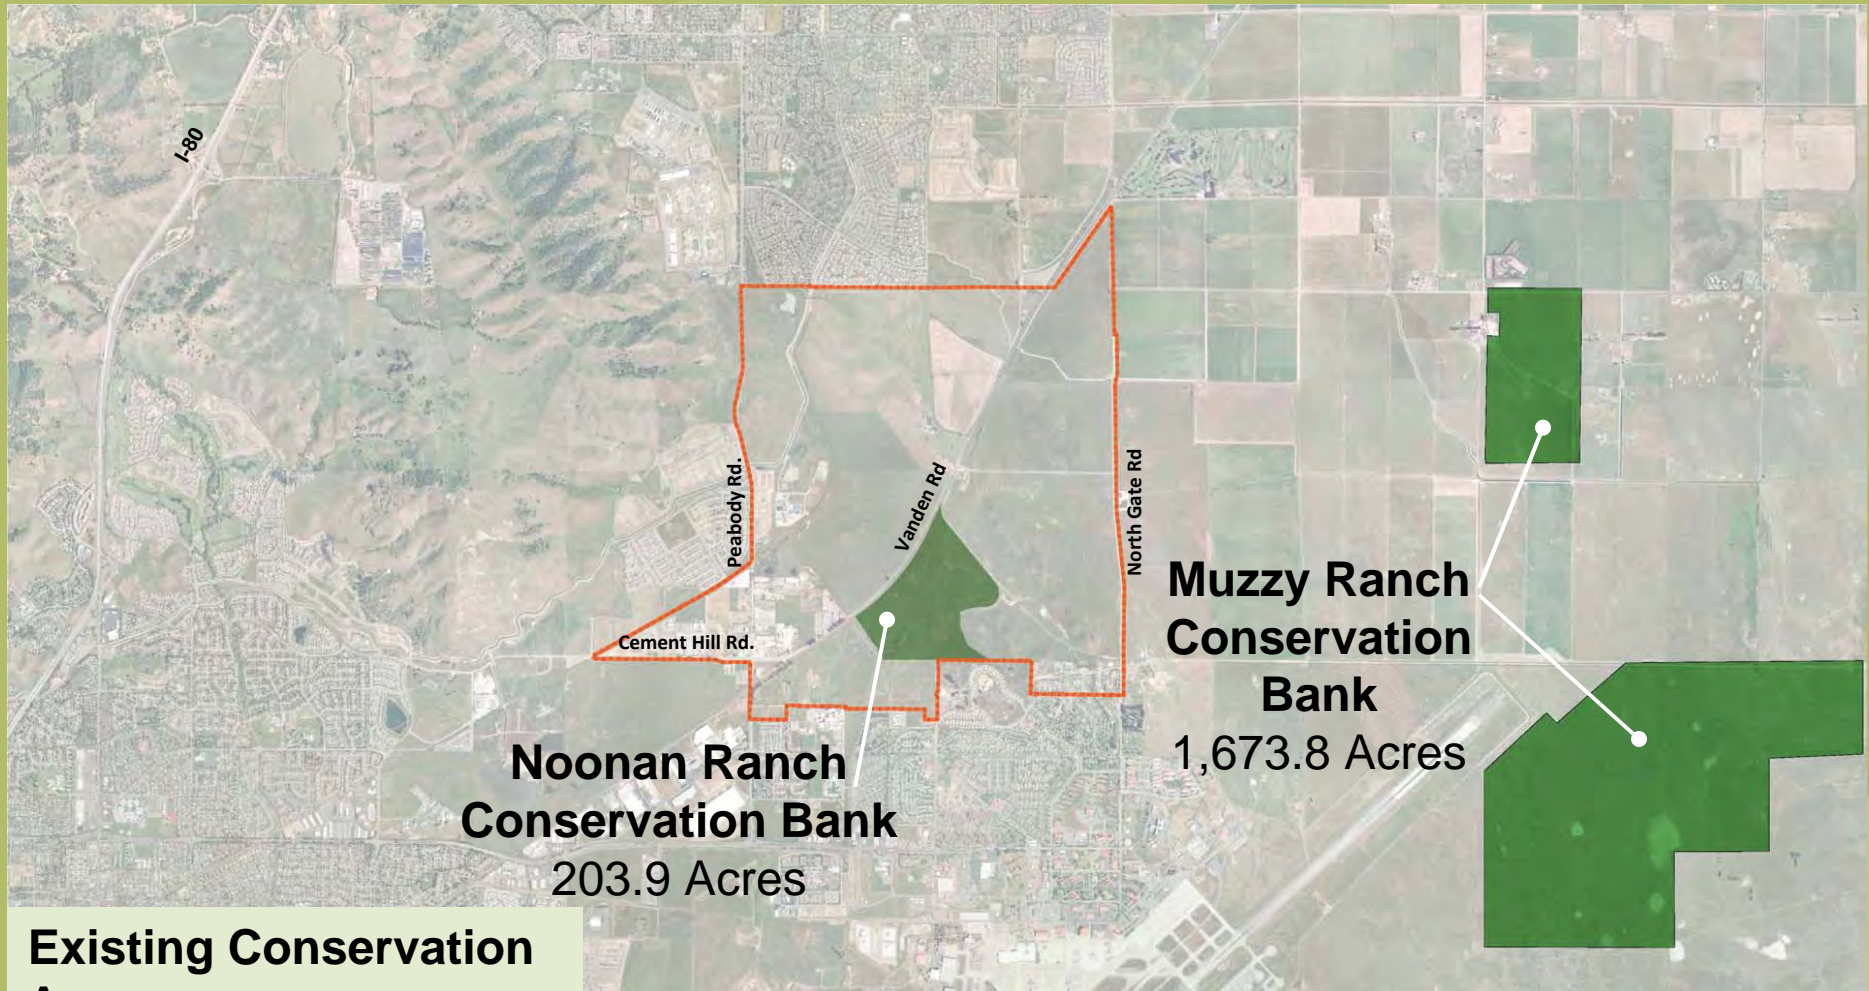 I-80
Peabody Rd.
Vanden Rd
North Gate Rd
Cement Hill Rd.
Muzzy Ranch
Conservation
Bank
1,673.8 Acres
Noonan Ranch
Conservation Bank
203.9 Acres
Existing Conservation